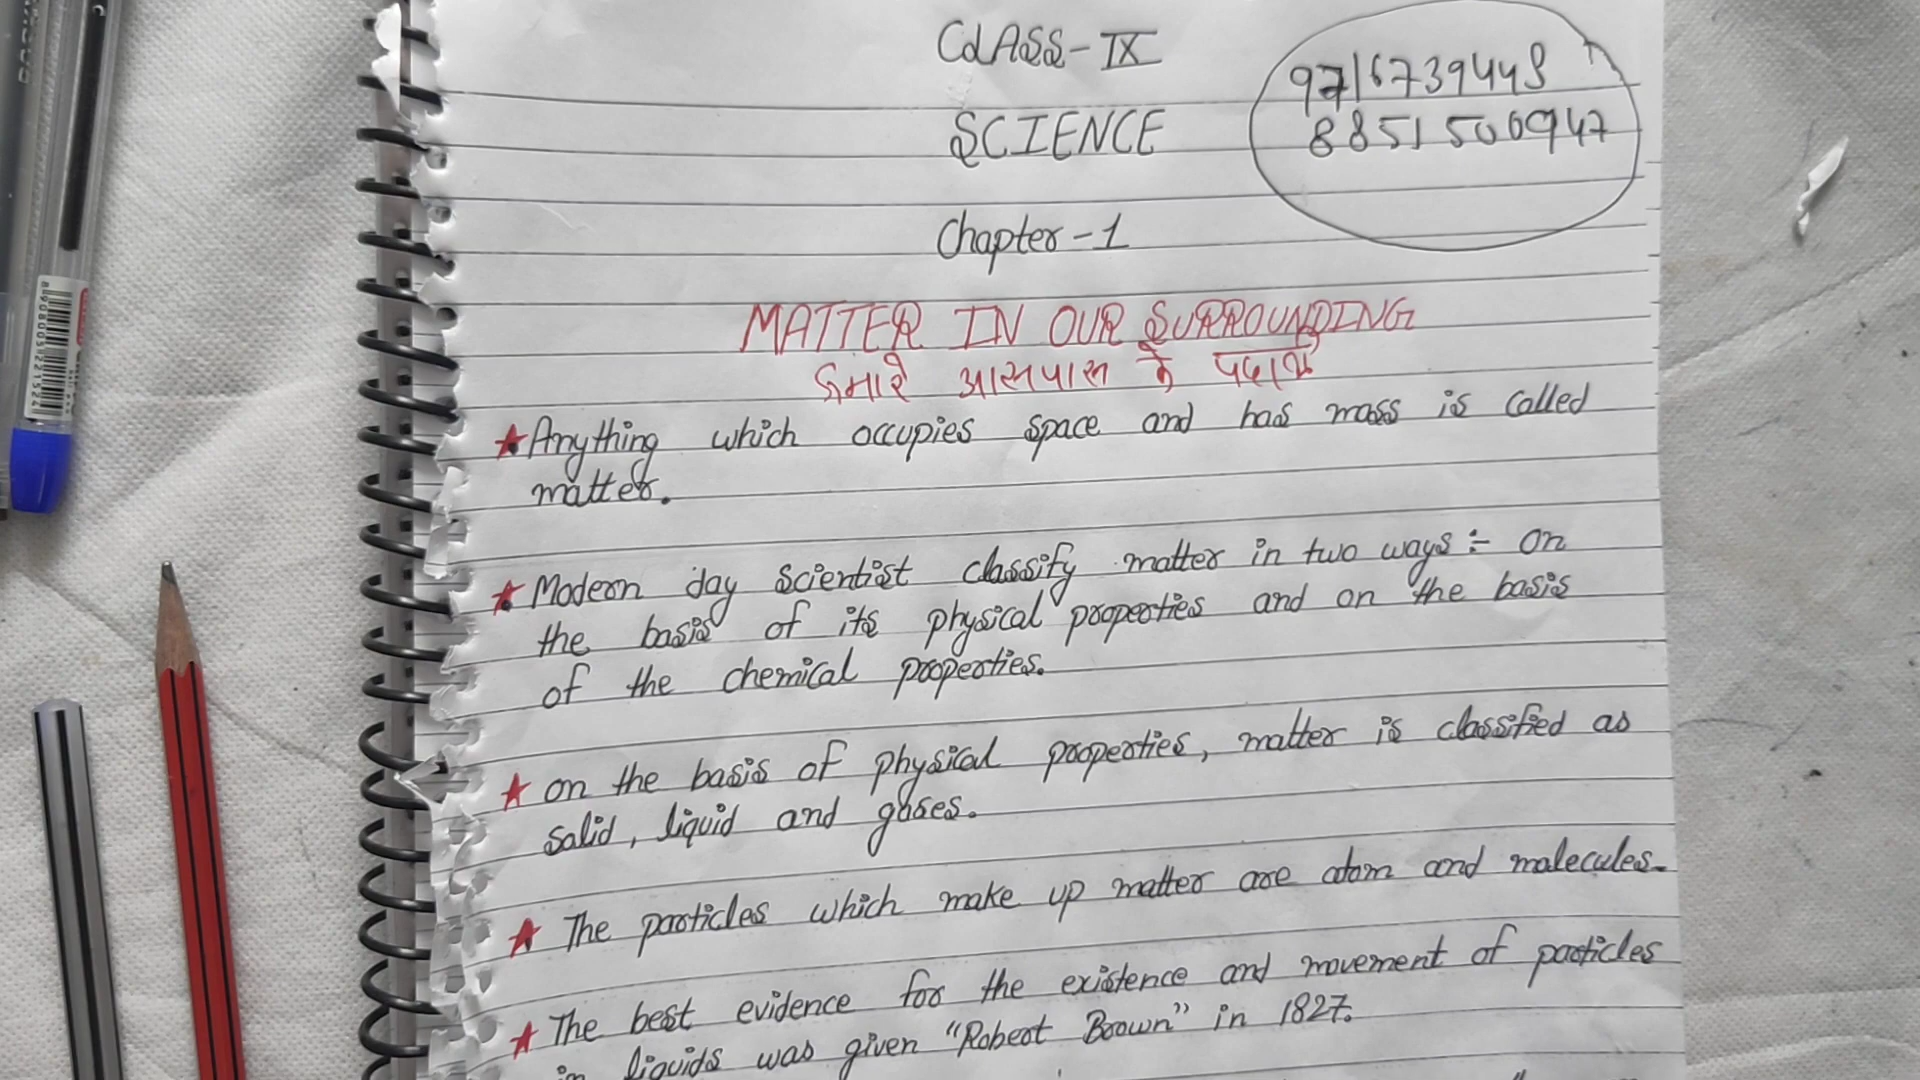 CLASS-IX
9716739448
SCIENCE
8851500947
Chapter-1
MATTER IN OUR SURROUNDING
हमारे आसपास के पदार्थ
★ Anything which occupies space and has mass is called
matter.
★ Modern day scientist classify matter in two ways :- On
the basis of its physical properties and on the basis
of the chemical properties.
★ on the basis of physical properties, matter is classified as
solid, liquid and gases.
★ The particles which make up matter are atom and malecules.
★ The best evidence for the existence and movement of particles
in liquids was given "Robert Brown" in 1827.